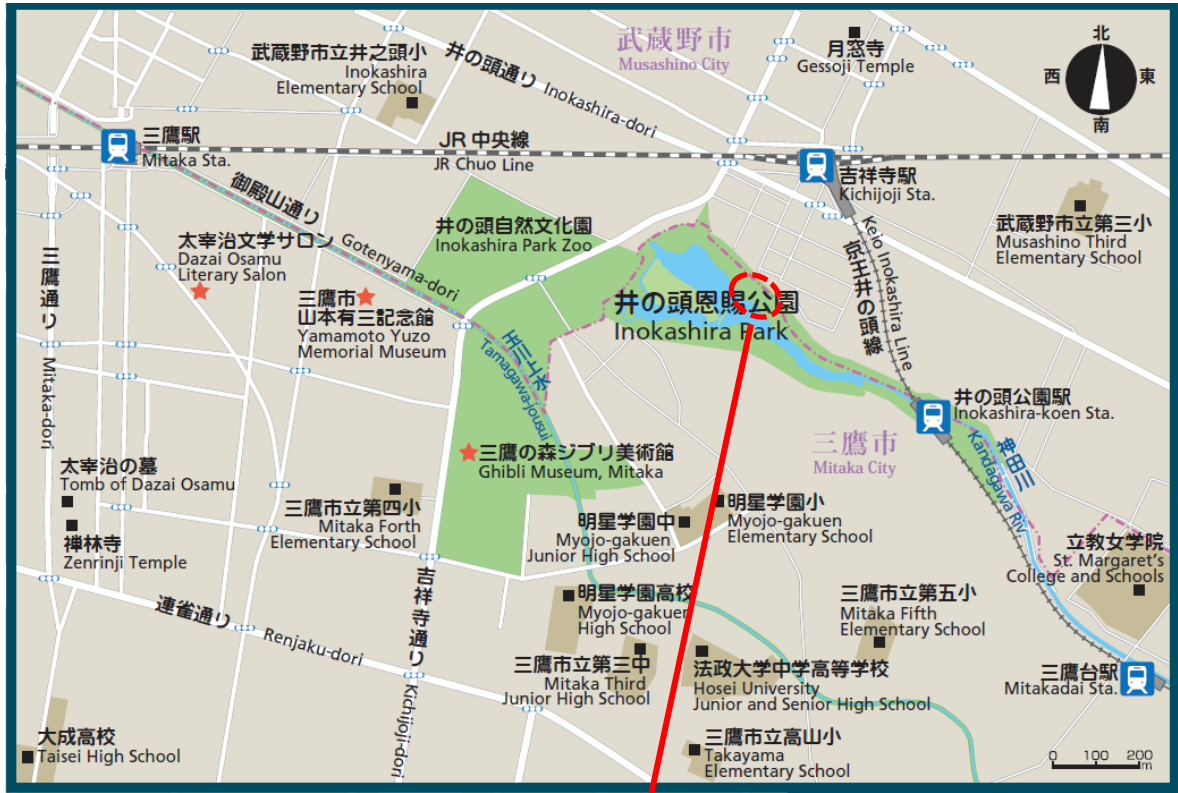 武蔵野市立井之頭小
Inokashira
Elementary School
井の頭通り Inokashira-dori
武蔵野市
Musashino City
月窓寺
Gessoji Temple
北
西 東
南
三鷹駅
Mitaka Sta.
JR 中央線
JR Chuo Line
吉祥寺駅
Kichijoji Sta.
御殿山通り Gotenyama-dori
井の頭自然文化園
Inokashira Park Zoo
京王井の頭線
Keio Inokashira Line
武蔵野市立第三小
Musashino Third
Elementary School
三鷹通り Mitaka-dori
太宰治文学サロン
Dazai Osamu
Literary Salon
三鷹市
山本有三記念館
Yamamoto Yuzo
Memorial Museum
井の頭恩賜公園
Inokashira Park
玉川上水
Tamagawa-jousui
井の頭公園駅
Inokashira-koen Sta.
三鷹市
Mitaka City
神田川
Kandagawa Riv.
三鷹の森ジブリ美術館
Ghibli Museum, Mitaka
太宰治の墓
Tomb of Dazai Osamu
禅林寺
Zenrinji Temple
三鷹市立第四小
Mitaka Forth
Elementary School
明星学園中
Myojo-gakuen
Junior High School
明星学園小
Myojo-gakuen
Elementary School
立教女学院
St. Margaret's
College and Schools
連雀通り Renjaku-dori
吉祥寺通り Kichijoji-dori
明星学園高校
Myojo-gakuen
High School
三鷹市立第五小
Mitaka Fifth
Elementary School
三鷹市立第三中
Mitaka Third
Junior High School
法政大学中学高等学校
Hosei University
Junior and Senior High School
三鷹台駅
Mitakadai Sta.
大成高校
Taisei High School
三鷹市立高山小
Takayama
Elementary School
0 100 200
m